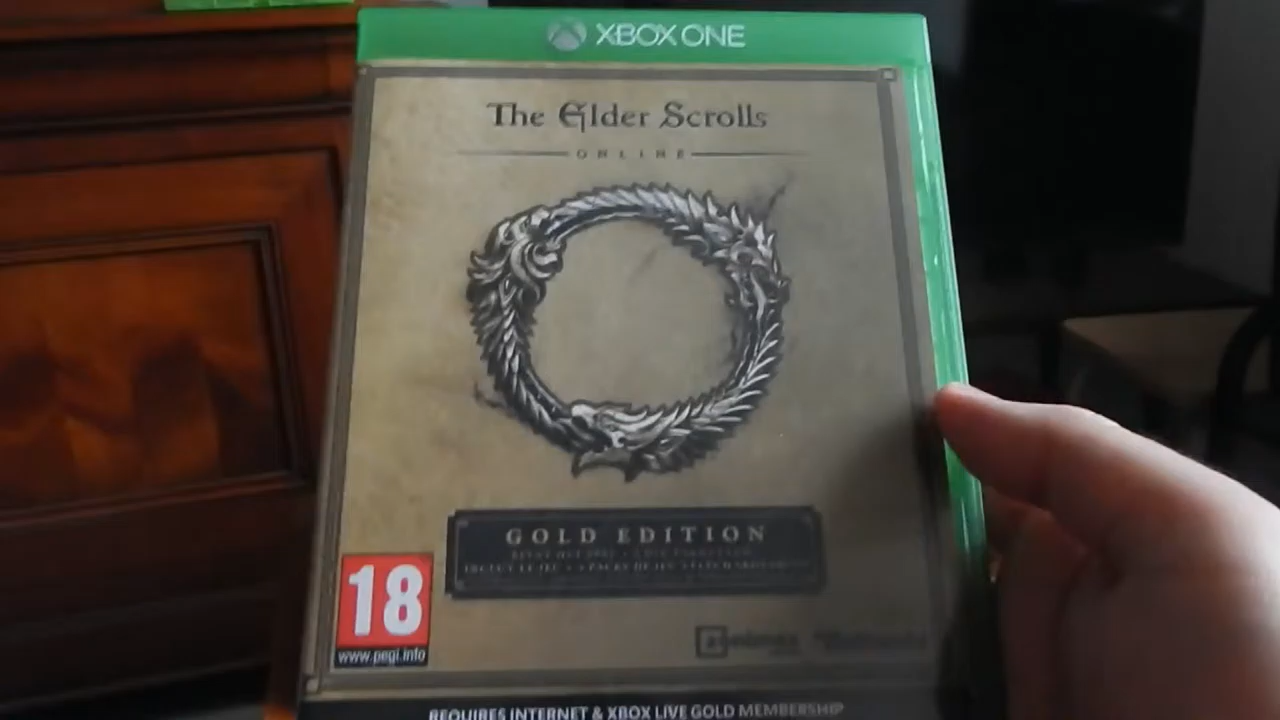 XBOX ONE
The Elder Scrolls
ONLINE
GOLD EDITION
18
www.pegi.info
REQUIRES INTERNET & XBOX LIVE GOLD MEMBERSHIP